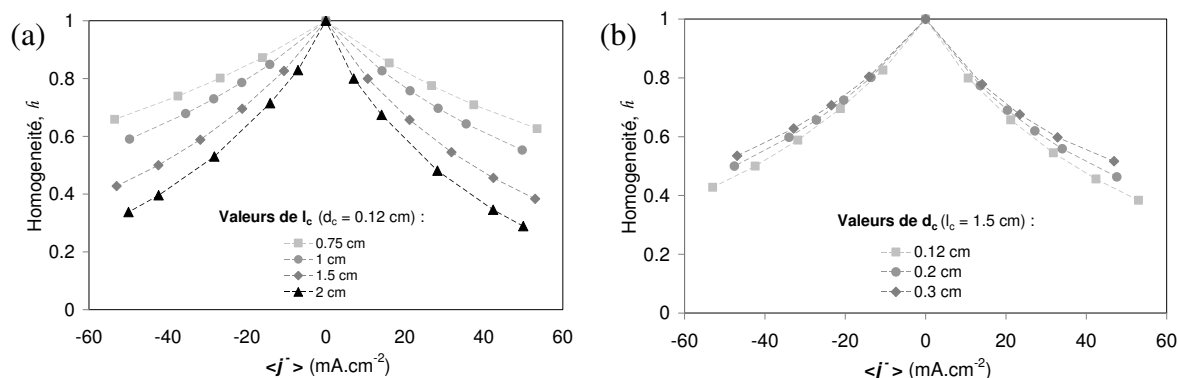 (a)
Homogeneité, ɦ
1
0.8
0.6
0.4
0.2
0
-60 -40 -20 0 20 40 60
<j⁻> (mA.cm⁻²)
Valeurs de lc (dc = 0.12 cm) :
0.75 cm
1 cm
1.5 cm
2 cm
(b)
Homogeneité, ɦ
1
0.8
0.6
0.4
0.2
0
-60 -40 -20 0 20 40 60
<j⁻> (mA.cm⁻²)
Valeurs de dc (lc = 1.5 cm) :
0.12 cm
0.2 cm
0.3 cm